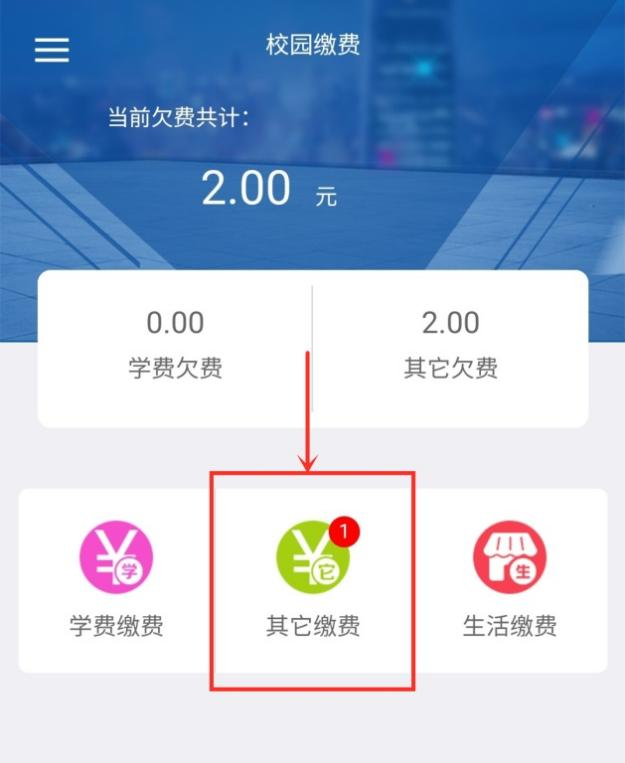 校园缴费
当前欠费共计：
2.00 元
0.00 2.00
学费欠费 其它欠费
¥学 ¥它 1 生
学费缴费 其它缴费 生活缴费